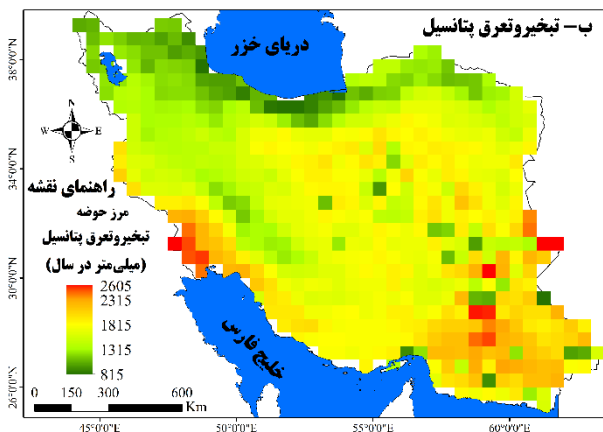 ب- تبخیروتعرق پتانسیل
دریای خزر
38°0'0"N
34°0'0"N
30°0'0"N
26°0'0"N
N
W
E
S
راهنمای نقشه
مرز حوضه
تبخیروتعرق پتانسیل
(میلی‌متر در سال)
2605
2315
1815
1315
815
خلیج فارس
0 150 300 600
Km
45°0'0"E 50°0'0"E 55°0'0"E 60°0'0"E